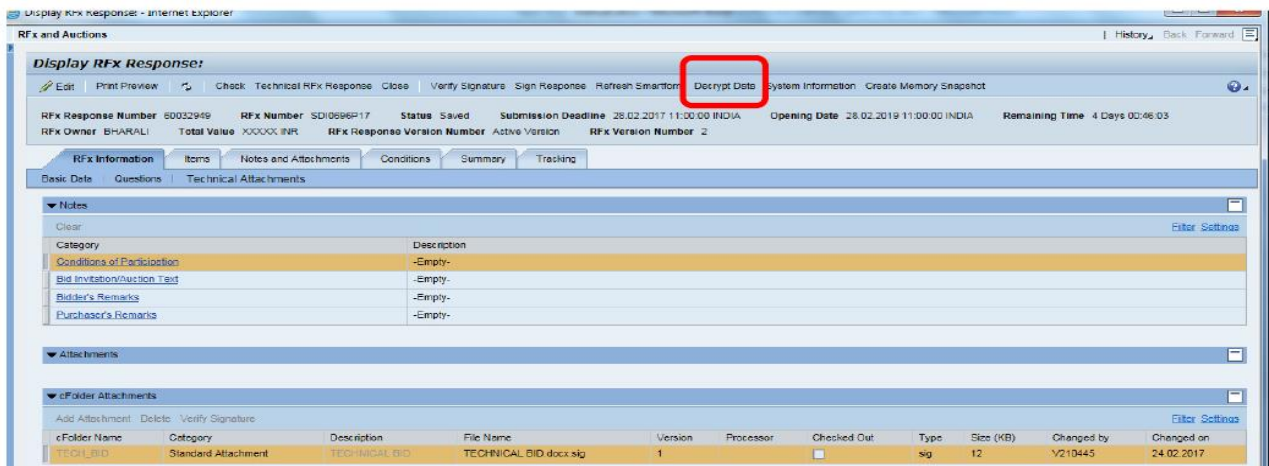 Display RFx Response: - Internet Explorer
RFx and Auctions | History Back Forward
Display RFx Response:
Edit | Print Preview | Check Technical RFx Response Close | Verify Signature Sign Response Refresh Smartform Decrypt Data System Information Create Memory Snapshot
RFx Response Number 60032949 RFx Number SDI0696P17 Status Saved Submission Deadline 28.02.2017 11:00:00 INDIA Opening Date 28.02.2019 11:00:00 INDIA Remaining Time 4 Days 00:46:03
RFx Owner BHARALI Total Value XXXXX INR RFx Response Version Number Active Version RFx Version Number 2
RFx Information Items Notes and Attachments Conditions Summary Tracking
Basic Data | Questions | Technical Attachments
Notes
Clear Filter Settings
Category Description
Conditions of Participation -Empty-
Bid Invitation/Auction Text -Empty-
Bidder's Remarks -Empty-
Purchaser's Remarks -Empty-
Attachments
cFolder Attachments
Add Attachment Delete Verify Signature Filter Settings
cFolder Name Category Description File Name Version Processor Checked Out Type Size (KB) Changed by Changed on
TECH_BID Standard Attachment TECHNICAL BID TECHNICAL BID.docx.sig 1 sig 12 V210445 24.02.2017